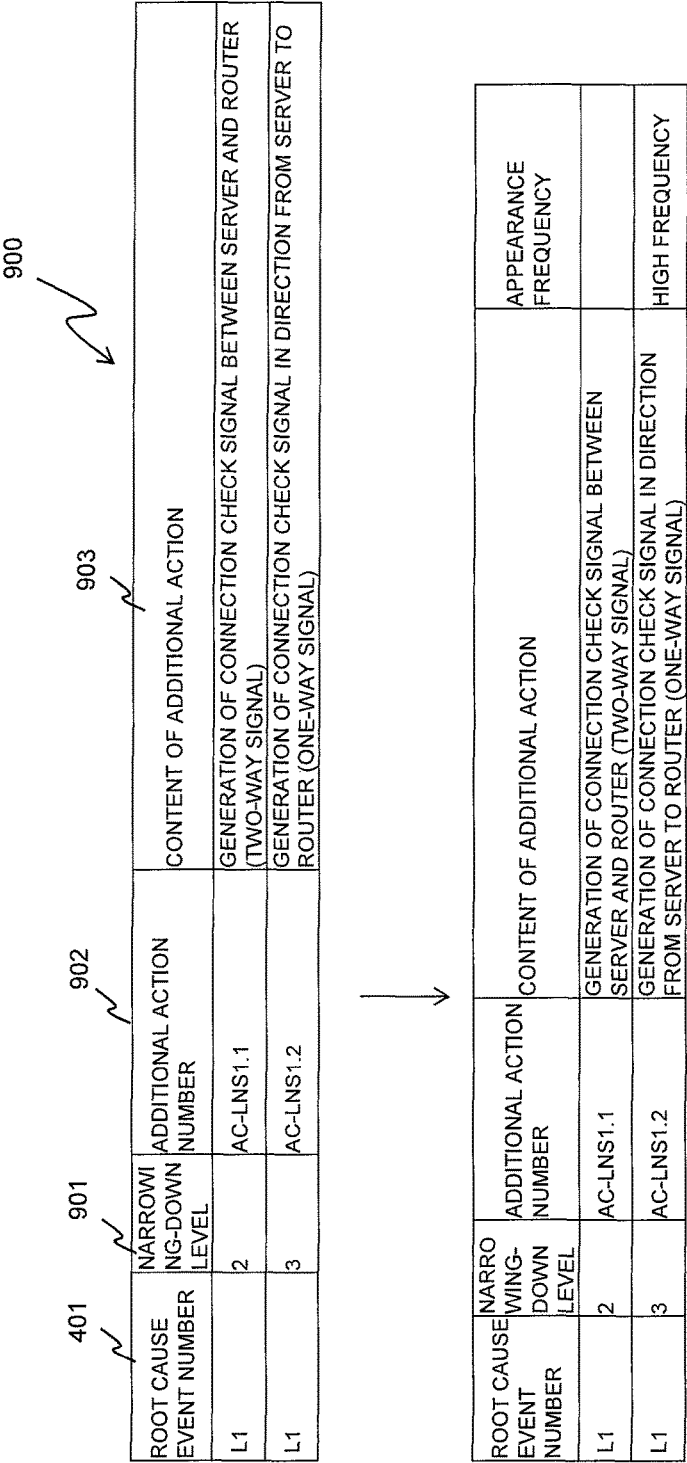 900
401
901
902
903
ROOT CAUSE
EVENT NUMBER
NARROWI
NG-DOWN
LEVEL
ADDITIONAL ACTION
NUMBER
CONTENT OF ADDITIONAL ACTION
L1
2
AC-LNS1.1
GENERATION OF CONNECTION CHECK SIGNAL BETWEEN SERVER AND ROUTER
(TWO-WAY SIGNAL)
L1
3
AC-LNS1.2
GENERATION OF CONNECTION CHECK SIGNAL IN DIRECTION FROM SERVER TO
ROUTER (ONE-WAY SIGNAL)
ROOT CAUSE
EVENT
NUMBER
NARRO
WING-
DOWN
LEVEL
ADDITIONAL ACTION
NUMBER
CONTENT OF ADDITIONAL ACTION
APPEARANCE
FREQUENCY
L1
2
AC-LNS1.1
GENERATION OF CONNECTION CHECK SIGNAL BETWEEN
SERVER AND ROUTER (TWO-WAY SIGNAL)
L1
3
AC-LNS1.2
GENERATION OF CONNECTION CHECK SIGNAL IN DIRECTION
FROM SERVER TO ROUTER (ONE-WAY SIGNAL)
HIGH FREQUENCY